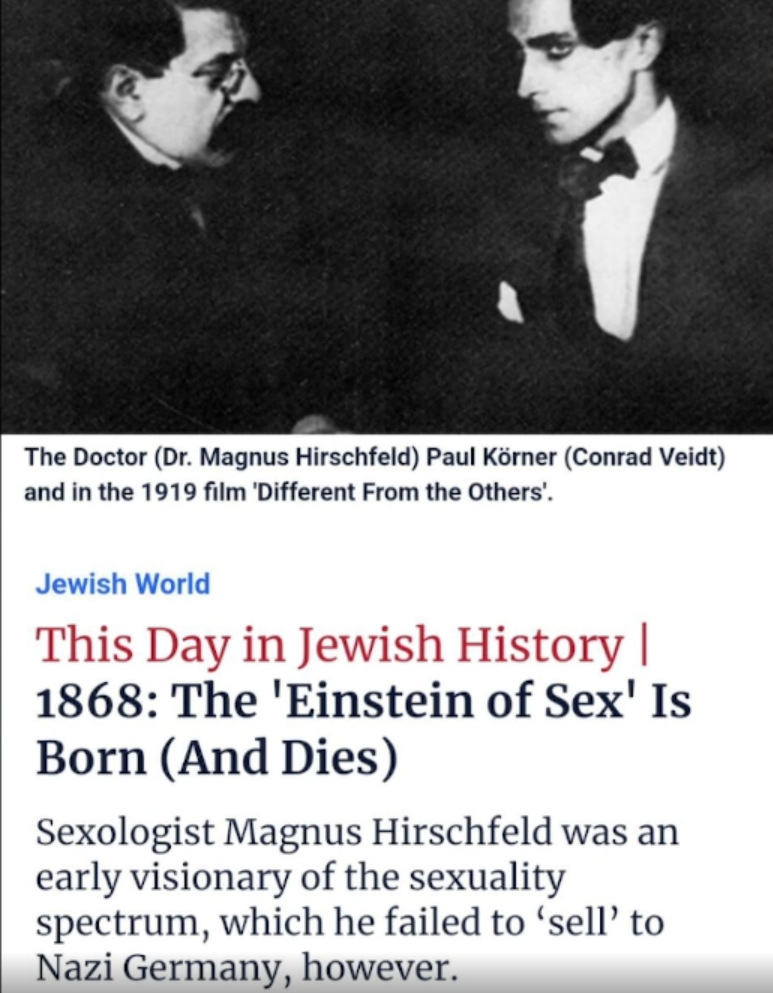 The Doctor (Dr. Magnus Hirschfeld) Paul Körner (Conrad Veidt)
and in the 1919 film 'Different From the Others'.
Jewish World
This Day in Jewish History |
1868: The 'Einstein of Sex' Is
Born (And Dies)
Sexologist Magnus Hirschfeld was an
early visionary of the sexuality
spectrum, which he failed to ‘sell’ to
Nazi Germany, however.